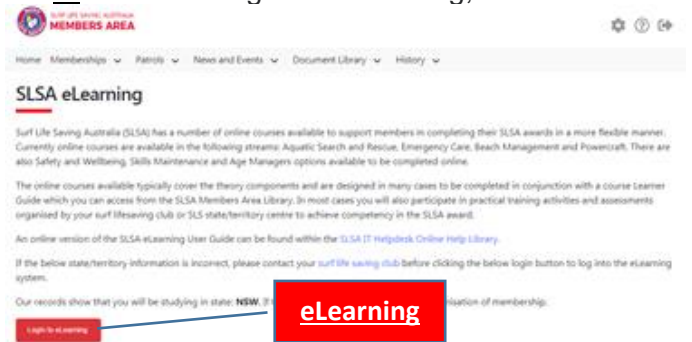 SURF LIFE SAVING AUSTRALIA
MEMBERS AREA
Home Memberships Patrols News and Events Document Library History
SLSA eLearning
Surf Life Saving Australia (SLSA) has a number of online courses available to support members in completing their SLSA awards in a more flexible manner.
Currently online courses are available in the following streams: Aquatic Search and Rescue, Emergency Care, Beach Management and Powercraft. There are
also Safety and Wellbeing, Skills Maintenance and Age Managers options available to be completed online.
The online courses available typically cover the theory components and are designed in many cases to be completed in conjunction with a course Learner
Guide which you can access from the SLSA Members Area Library. In most cases you will also participate in practical training activities and assessments
organised by your surf lifesaving club or SLS state/territory centre to achieve competency in the SLSA award.
An online version of the SLSA eLearning User Guide can be found within the SLSA IT Helpdesk Online Help Library.
If the below state/territory information is incorrect, please contact your surf life saving club before clicking the below login button to log into the eLearning
system.
Our records show that you will be studying in state: NSW. If nisation of membership.
eLearning
Login to eLearning